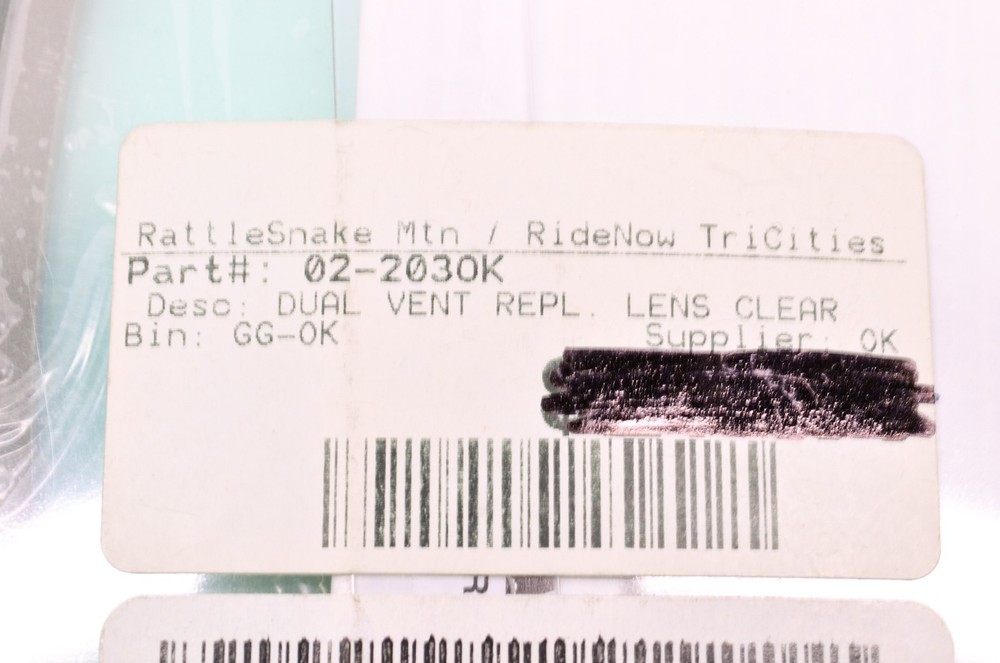 RattleSnake Mtn / RideNow TriCities
Part#: 02-2030K
Desc: DUAL VENT REPL. LENS CLEAR
Bin: GG-OK Supplier: OK
R